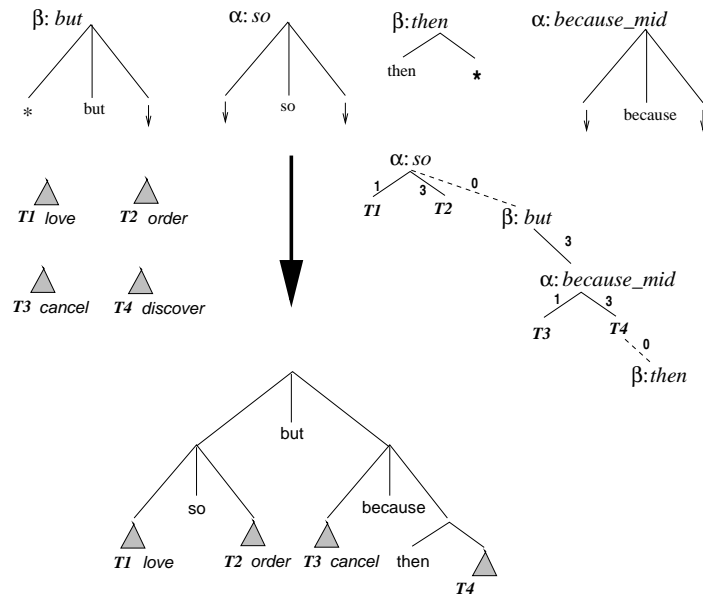 β: but
α: so
β: then
α: because_mid
* but ↓
↓ so ↓
then *
↓ because ↓
T1 love T2 order
T3 cancel T4 discover
α: so
1 3 0
T1 T2
β: but
3
α: because_mid
1 3
T3 T4
0
β: then
but
so because
T1 love T2 order T3 cancel then
T4